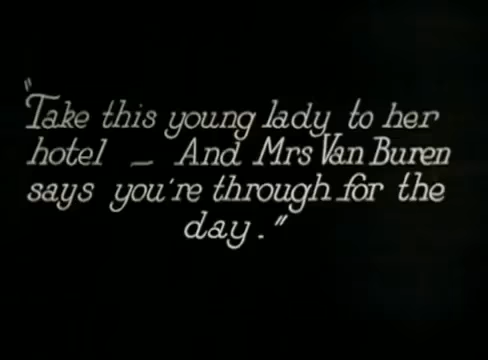 "Take this young lady to her
hotel — And Mrs Van Buren
says you're through for the
day."